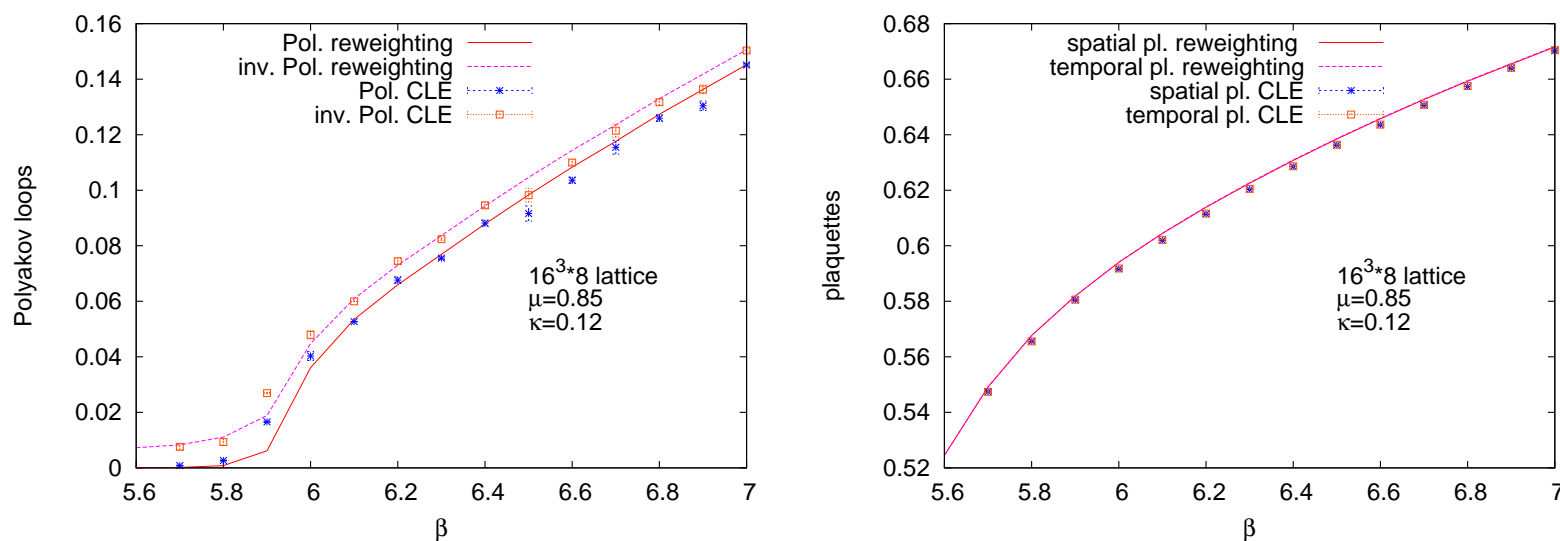 0.16
0.14
0.12
0.1
0.08
0.06
0.04
0.02
0
Polyakov loops
Pol. reweighting
inv. Pol. reweighting
Pol. CLE
inv. Pol. CLE
16^3*8 lattice
μ=0.85
κ=0.12
5.6 5.8 6 6.2 6.4 6.6 6.8 7
β
0.68
0.66
0.64
0.62
0.6
0.58
0.56
0.54
0.52
plaquettes
spatial pl. reweighting
temporal pl. reweighting
spatial pl. CLE
temporal pl. CLE
16^3*8 lattice
μ=0.85
κ=0.12
5.6 5.8 6 6.2 6.4 6.6 6.8 7
β